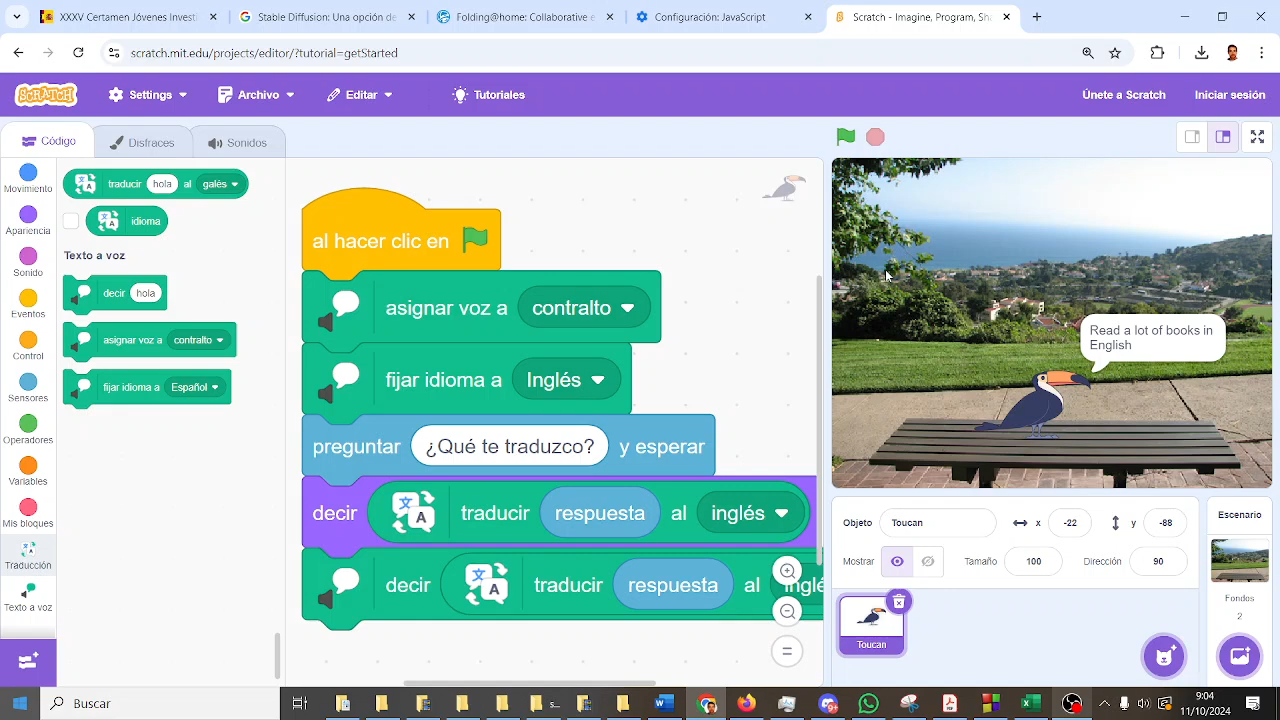 XXXV Certamen Jovenes Investi
Stable Diffusion: Una opción de
Folding@home: Collaborative e
Configuración: JavaScript
Scratch - Imagine, Program, Sh
scratch.mit.edu/projects/editor/?tutorial=getStarted
SCRATCH
Settings
Archivo
Editar
Tutoriales
Únete a Scratch
Iniciar sesión
Código
Disfraces
Sonidos
Movimiento
Apariencia
Sonido
Eventos
Control
Sensores
Operadores
Variables
Mis bloques
Traducción
Texto a voz
traducir hola al galés
idioma
Texto a voz
decir hola
asignar voz a contralto
fijar idioma a Español
al hacer clic en
asignar voz a contralto
fijar idioma a Inglés
preguntar ¿Qué te traduzco? y esperar
decir traducir respuesta al inglés
decir traducir respuesta al inglé
Read a lot of books in
English
Objeto Toucan x -22 y -88
Mostrar Tamaño 100 Dirección 90
Toucan
Escenario
Fondos
2
Buscar
9:04
11/10/2024